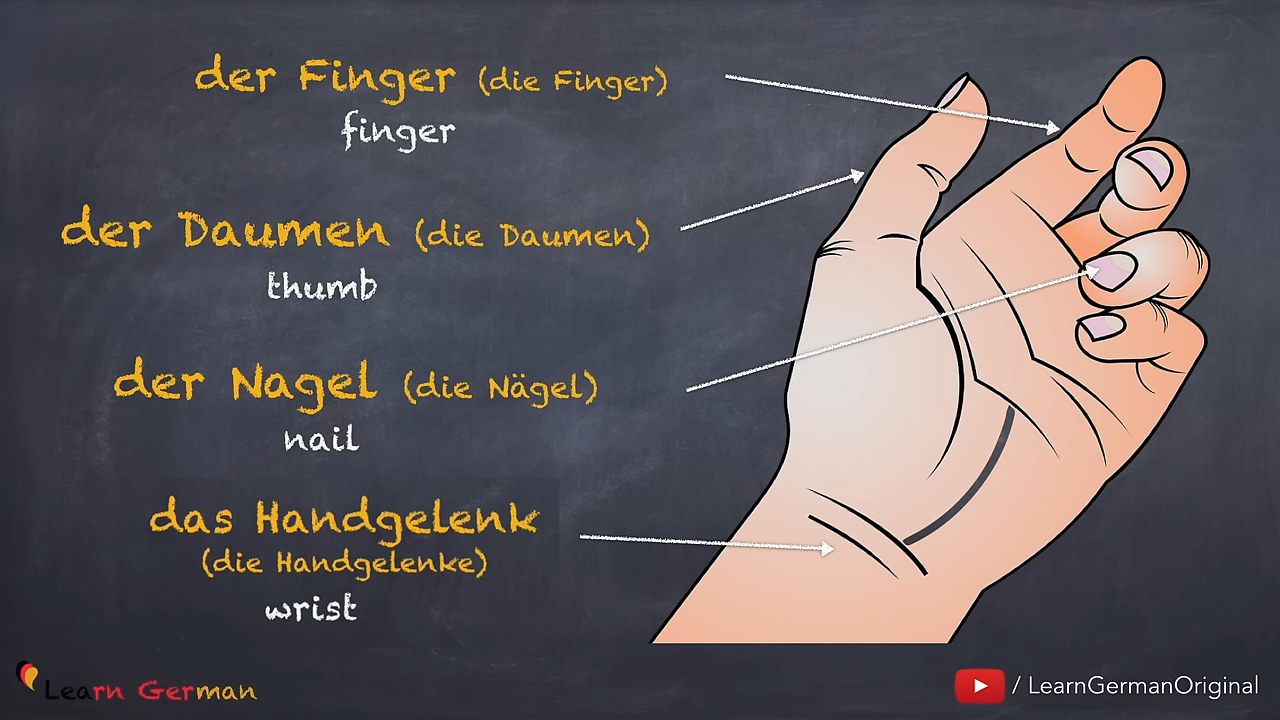 der Finger (die Finger)
finger
der Daumen (die Daumen)
thumb
der Nagel (die Nägel)
nail
das Handgelenk
(die Handgelenke)
wrist
Learn German
/ LearnGermanOriginal